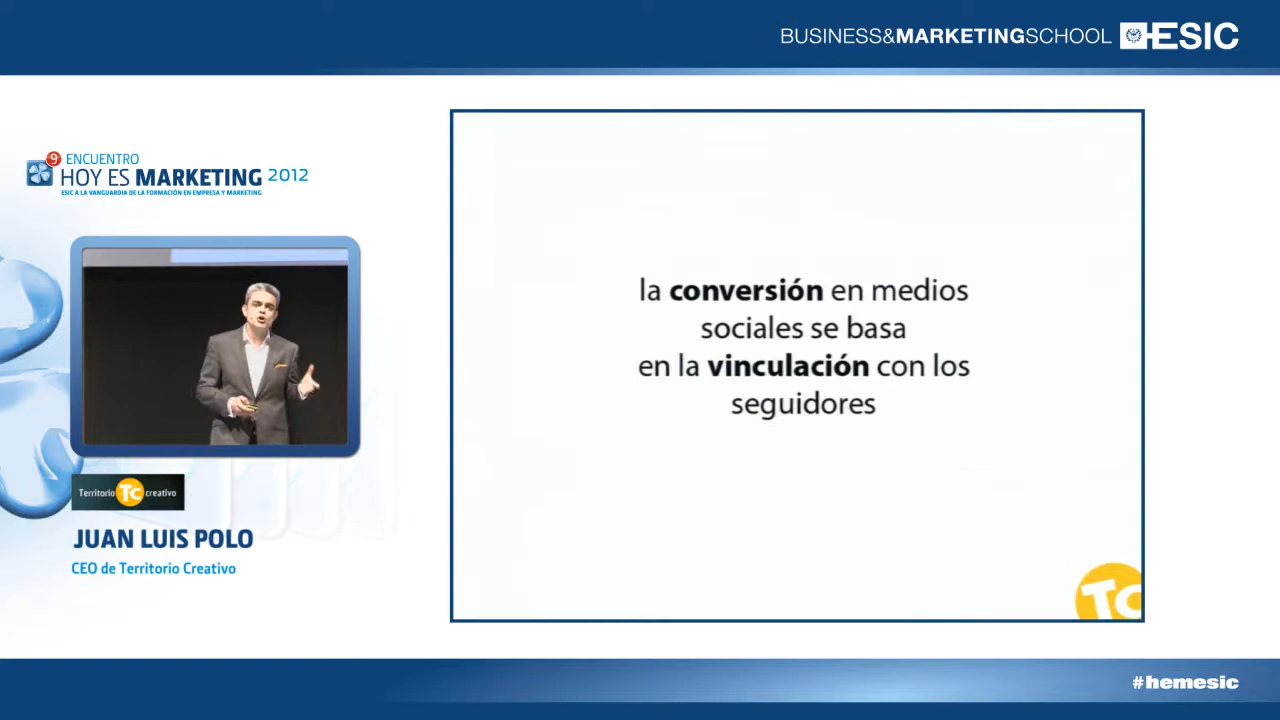 BUSINESS&MARKETINGSCHOOL ESIC
9 ENCUENTRO
HOY ES MARKETING 2012
ESIC A LA VANGUARDIA DE LA FORMACIÓN EN EMPRESA Y MARKETING
la conversión en medios
sociales se basa
en la vinculación con los
seguidores
Territorio Tc creativo
JUAN LUIS POLO
CEO de Territorio Creativo
TC
#hemesic